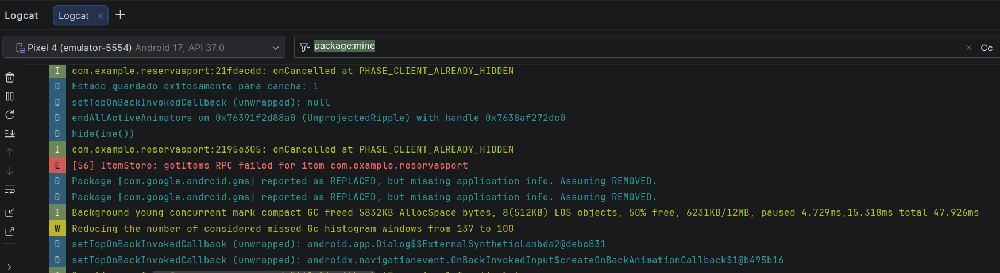 Logcat Logcat
Pixel 4 (emulator-5554) Android 17, API 37.0 package:mine Cc
I com.example.reservasport:21fdecdd: onCancelled at PHASE_CLIENT_ALREADY_HIDDEN
D Estado guardado exitosamente para cancha: 1
D setTopOnBackInvokedCallback (unwrapped): null
D endAllActiveAnimators on 0x76391f2d88a0 (UnprojectedRipple) with handle 0x7638af272dc0
D hide(ime())
I com.example.reservasport:2195e305: onCancelled at PHASE_CLIENT_ALREADY_HIDDEN
E [56] ItemStore: getItems RPC failed for item com.example.reservasport
D Package [com.google.android.gms] reported as REPLACED, but missing application info. Assuming REMOVED.
D Package [com.google.android.gms] reported as REPLACED, but missing application info. Assuming REMOVED.
I Background young concurrent mark compact GC freed 5832KB AllocSpace bytes, 8(512KB) LOS objects, 50% free, 6231KB/12MB, paused 4.729ms,15.318ms total 47.926ms
W Reducing the number of considered missed Gc histogram windows from 137 to 100
D setTopOnBackInvokedCallback (unwrapped): android.app.Dialog$$ExternalSyntheticLambda2@debc831
D setTopOnBackInvokedCallback (unwrapped): androidx.navigationevent.OnBackInvokedInput$createOnBackAnimationCallback$1@b495b16